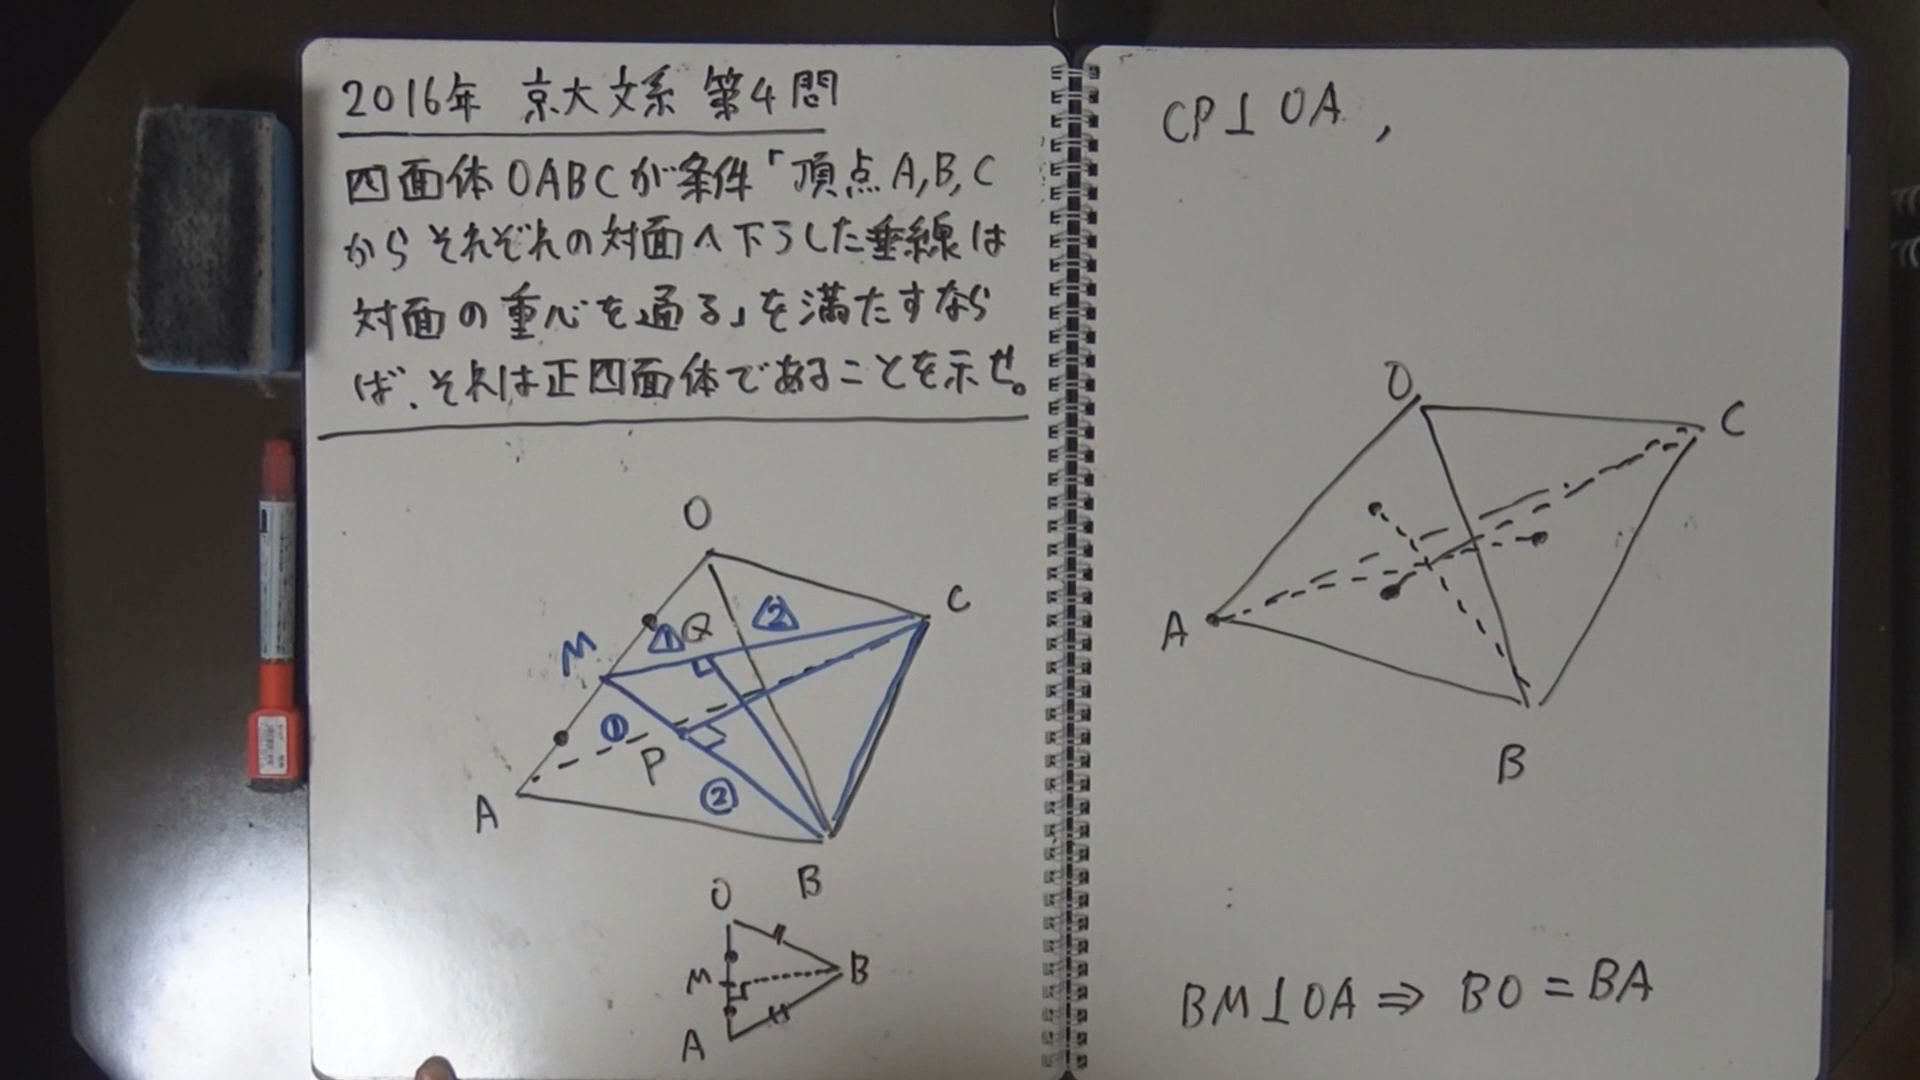 2016年 京大文系 第4問
四面体OABCが条件「頂点A,B,C
からそれぞれの対面へ下ろした垂線は
対面の重心を通る」を満たすなら
ば、それは正四面体であることを示せ。
O
C
M
1
Q
2
1
P
2
A
B
O
M
B
A
CP⊥OA,
O
C
A
B
BM⊥OA⇒ BO=BA